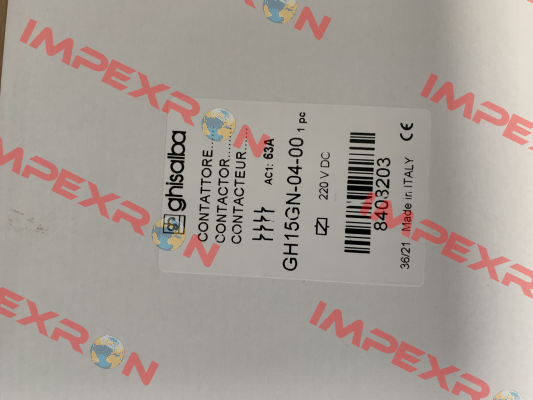 ghisalba
CONTATTORE......
CONTACTOR.......
CONTACTEUR......
AC1: 63A
GH15GN-04-00 1 pc
220 V DC
8403203
36/21 Made in ITALY CE
IMPEXRON
IMPEXRON
IMPEXRON
IMPEXRON
IMPEXRON